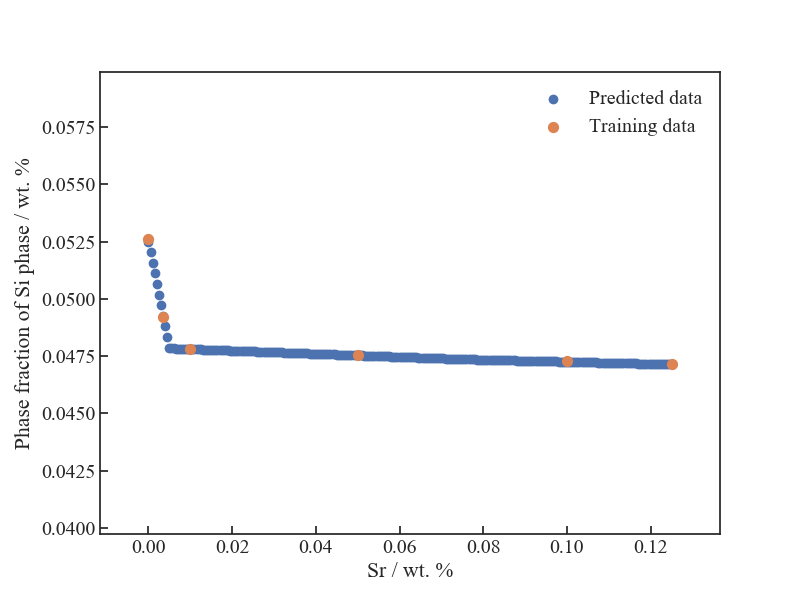 Predicted data
Training data
0.0575
0.0550
0.0525
0.0500
0.0475
0.0450
0.0425
0.0400
Phase fraction of Si phase / wt. %
0.00 0.02 0.04 0.06 0.08 0.10 0.12
Sr / wt. %